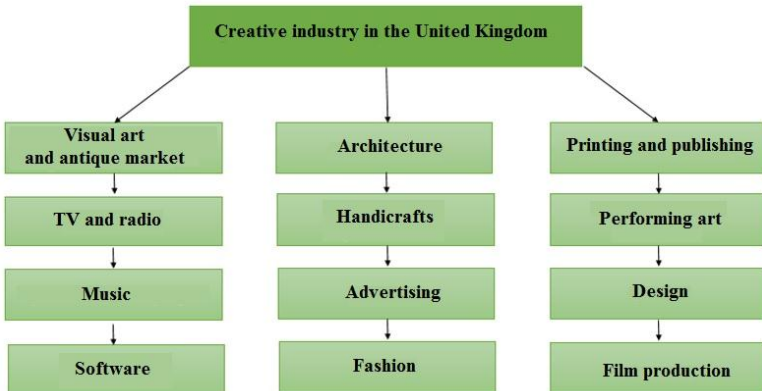 Creative industry in the United Kingdom
Visual art
and antique market
TV and radio
Music
Software
Architecture
Handicrafts
Advertising
Fashion
Printing and publishing
Performing art
Design
Film production